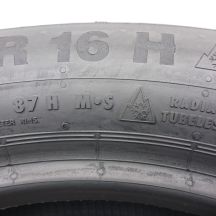 R 16 H
87 H M·S
RADIAL
TUBELESS